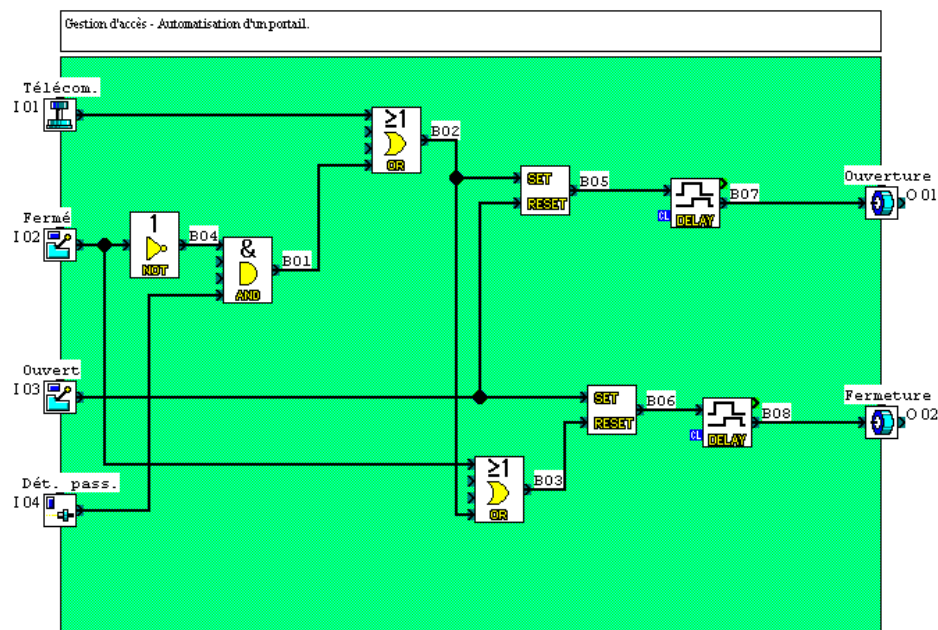 Gestion d'accès - Automatisation d'un portail.
Télécom.
I 01
≥1
OR
B02
SET
RESET
B05
CL
DELAY
B07
Ouverture
O 01
Fermé
I 02
1
NOT
B04
&
AND
B01
Ouvert
I 03
SET
RESET
B06
CL
DELAY
B08
Fermeture
O 02
≥1
OR
B03
Dét. pass.
I 04